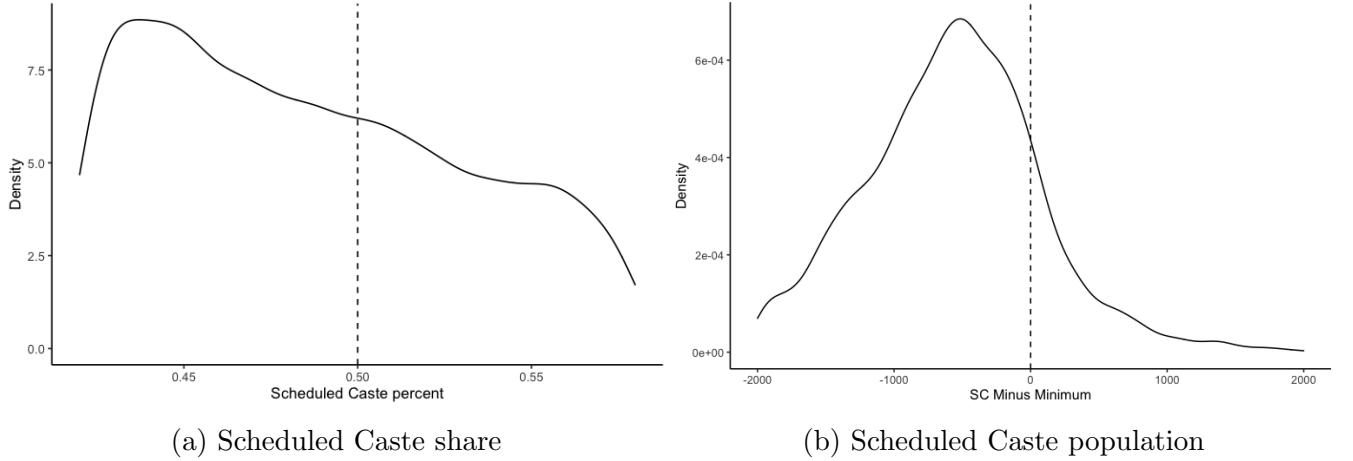 Density
7.5
5.0
2.5
0.0
0.45
0.50
0.55
Scheduled Caste percent
(a) Scheduled Caste share
Density
6e-04
4e-04
2e-04
0e+00
-2000
-1000
0
1000
2000
SC Minus Minimum
(b) Scheduled Caste population